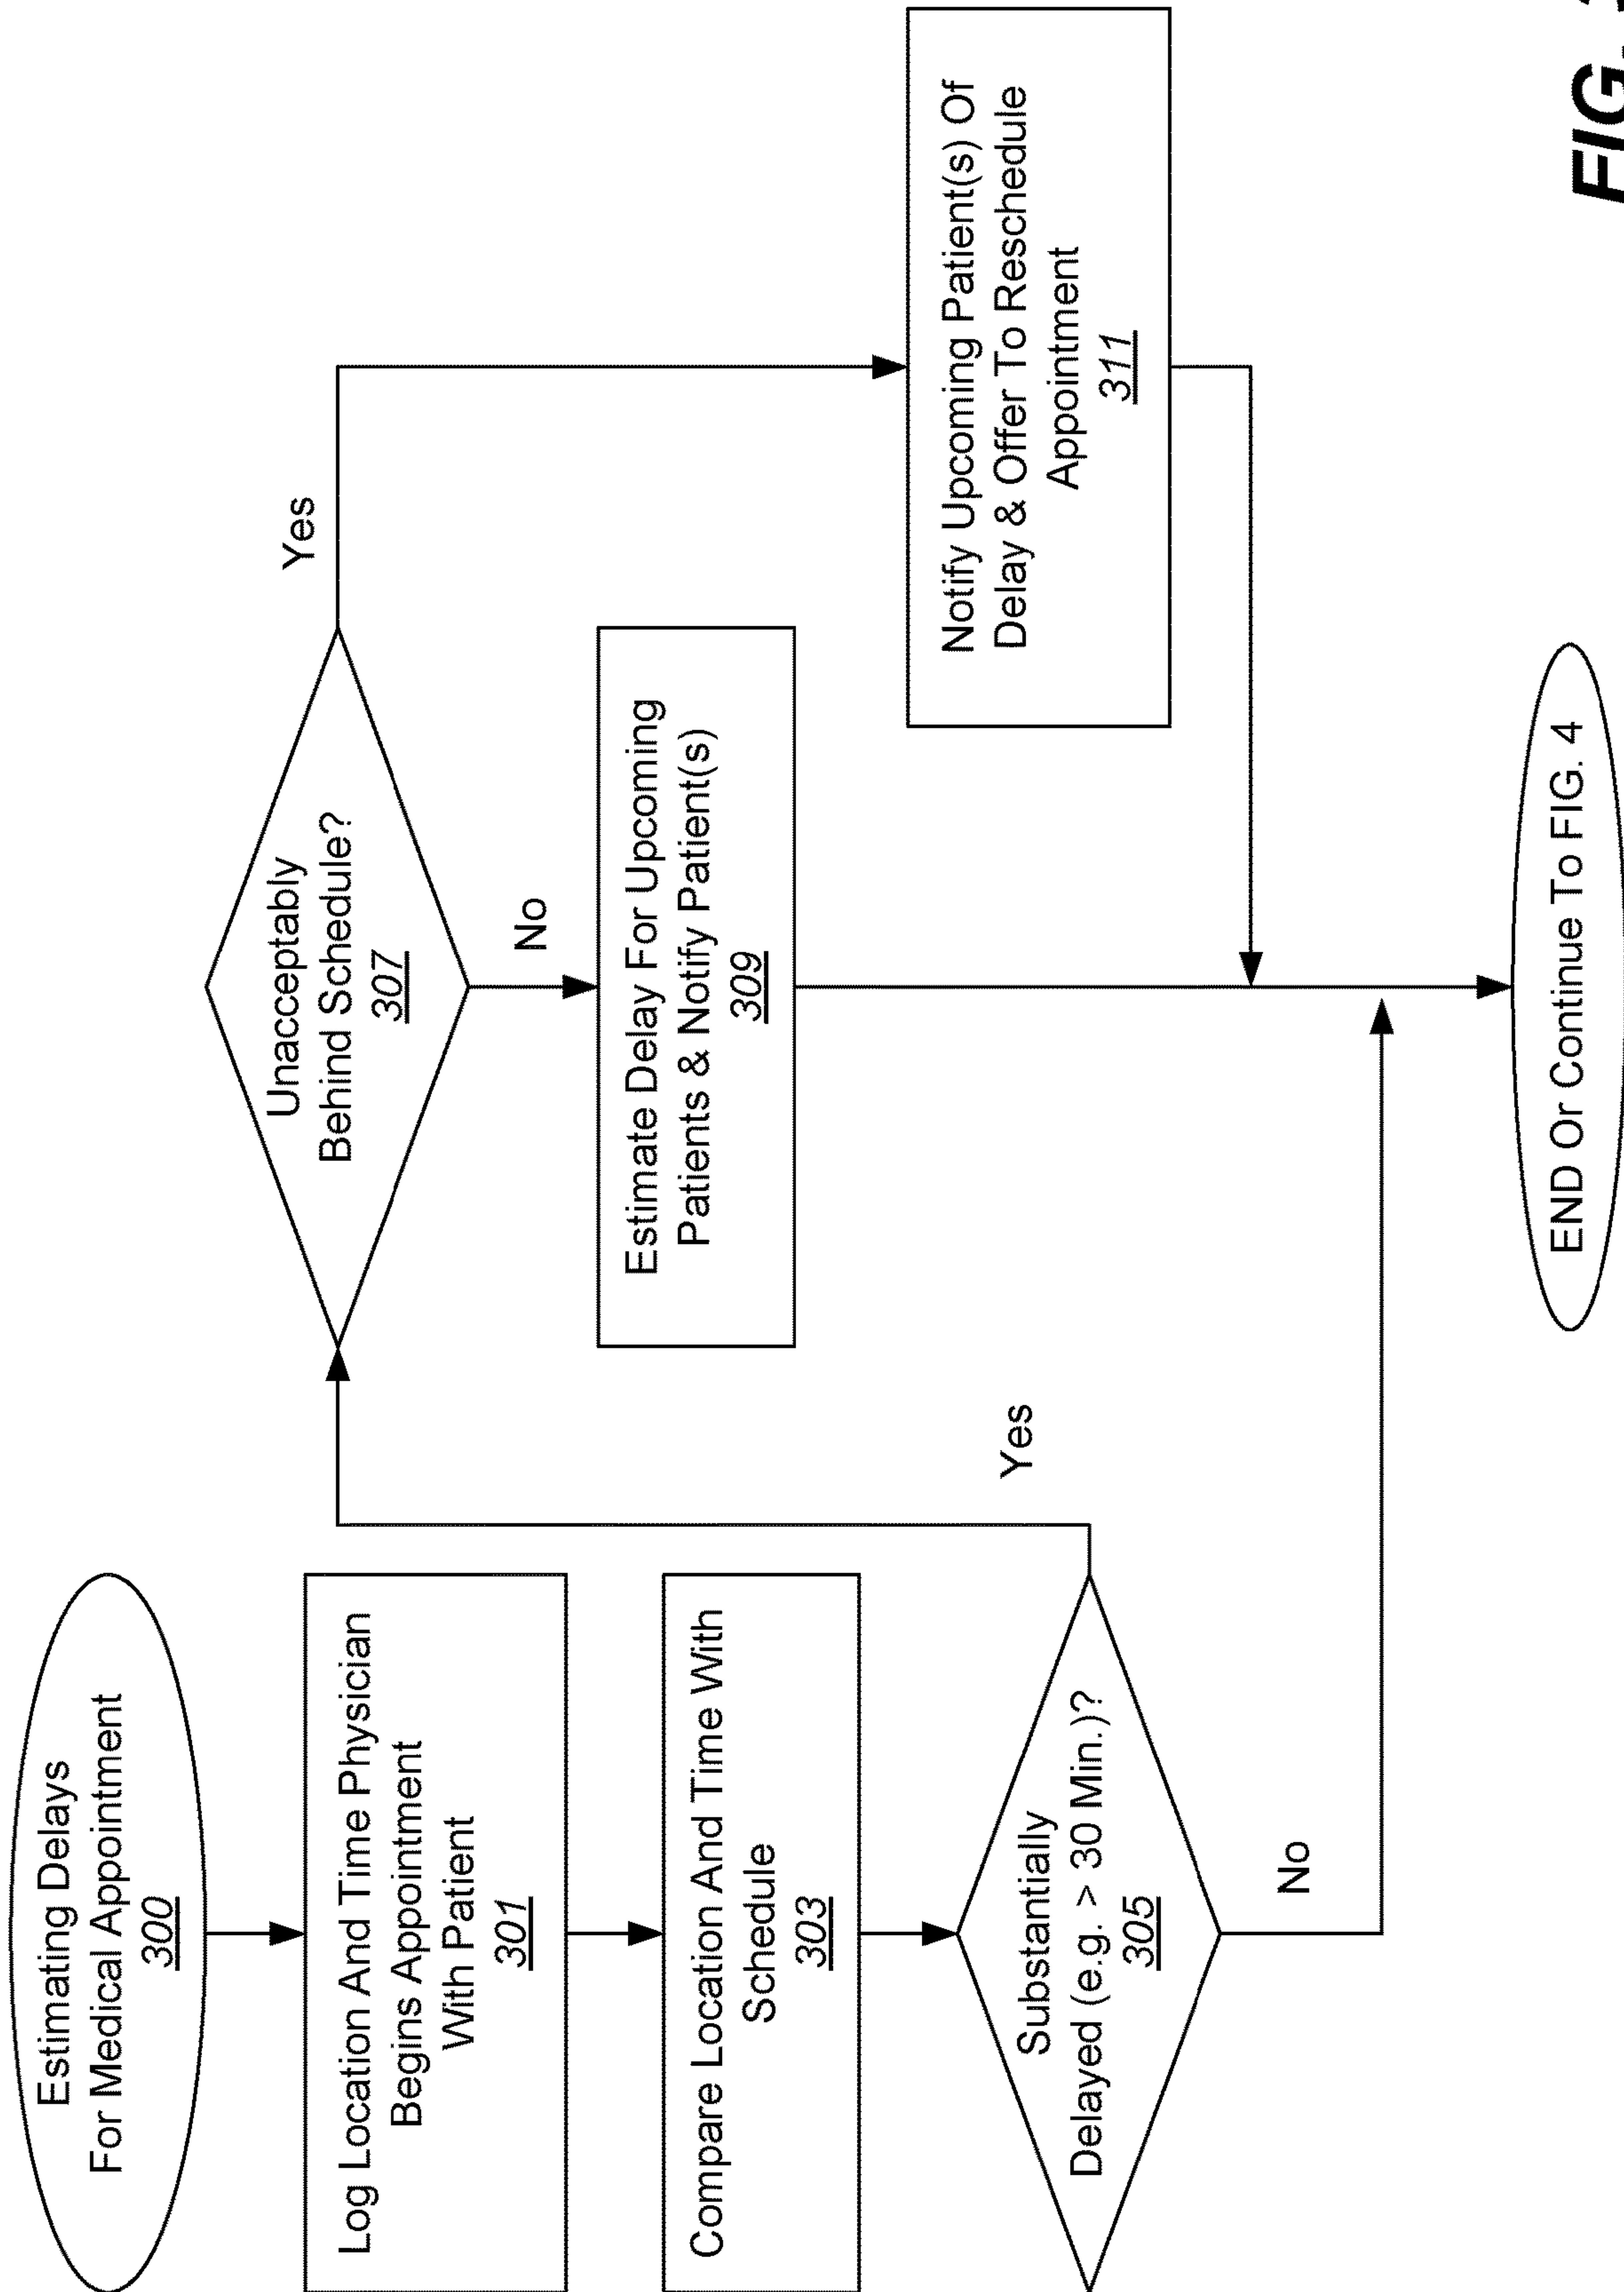 Estimating Delays
For Medical Appointment
300
Log Location And Time Physician
Begins Appointment
With Patient
301
Compare Location And Time With
Schedule
303
Substantially
Delayed (e.g. > 30 Min.)?
305
Yes
No
Unacceptably
Behind Schedule?
307
Yes
No
Estimate Delay For Upcoming
Patients & Notify Patient(s)
309
Notify Upcoming Patient(s) Of
Delay & Offer To Reschedule
Appointment
311
END Or Continue To FIG. 4
FIG.